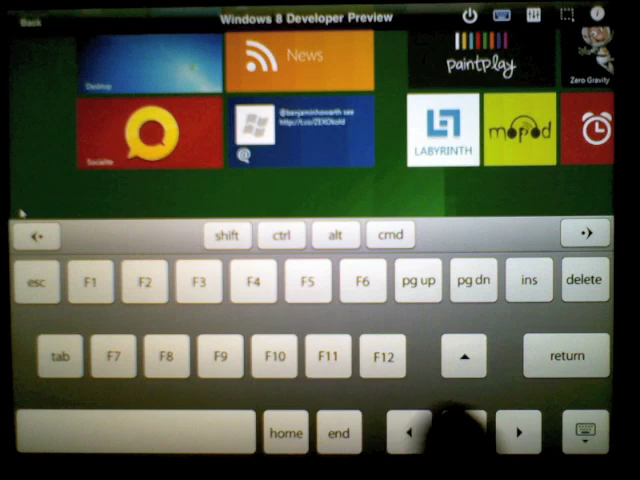 Back
Windows 8 Developer Preview
Desktop
News
paintplay
Zero Gravity
Socialite
@benjaminhowarth see
@
LABYRINTH
mopod
shift ctrl alt cmd
esc F1 F2 F3 F4 F5 F6 pg up pg dn ins delete
tab F7 F8 F9 F10 F11 F12 return
home end